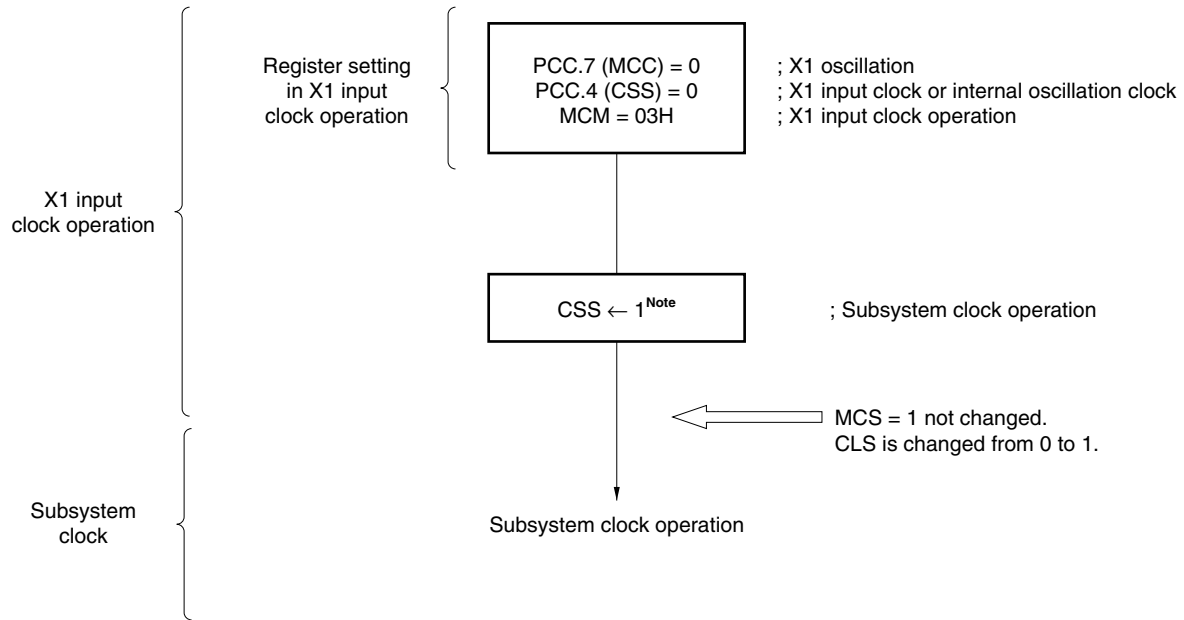 Register setting
in X1 input
clock operation
PCC.7 (MCC) = 0
PCC.4 (CSS) = 0
MCM = 03H
; X1 oscillation
; X1 input clock or internal oscillation clock
; X1 input clock operation
X1 input
clock operation
CSS ← 1Note
; Subsystem clock operation
MCS = 1 not changed.
CLS is changed from 0 to 1.
Subsystem
clock
Subsystem clock operation